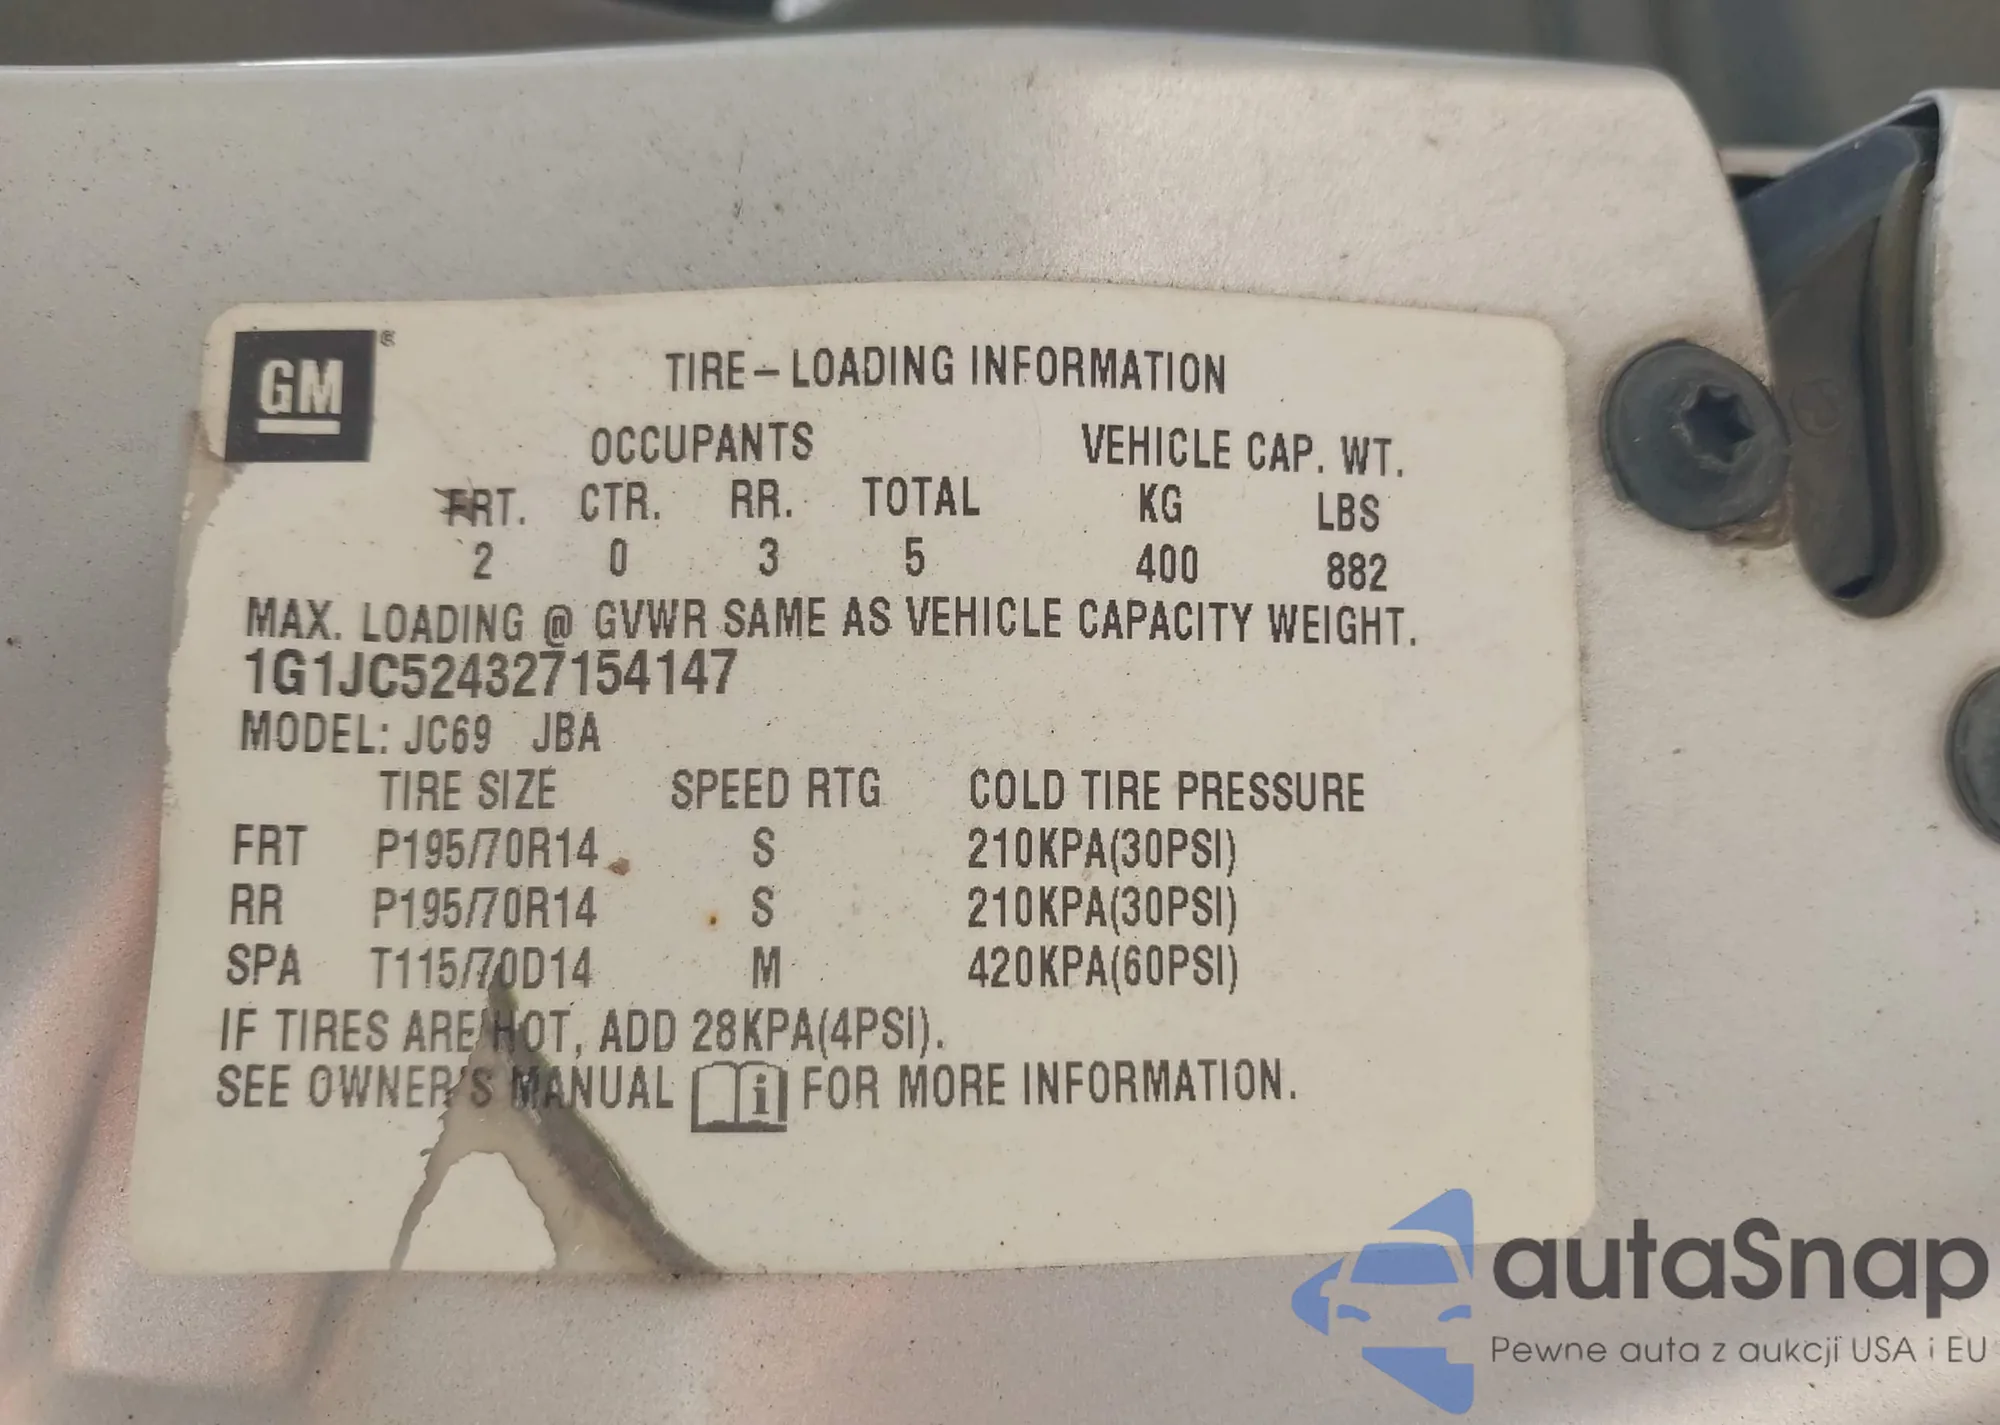 GM®
TIRE – LOADING INFORMATION
OCCUPANTS VEHICLE CAP. WT.
FRT. CTR. RR. TOTAL KG LBS
2 0 3 5 400 882
MAX. LOADING @ GVWR SAME AS VEHICLE CAPACITY WEIGHT.
1G1JC524327154147
MODEL: JC69 JBA
TIRE SIZE SPEED RTG COLD TIRE PRESSURE
FRT P195/70R14 S 210KPA(30PSI)
RR P195/70R14 S 210KPA(30PSI)
SPA T115/70D14 M 420KPA(60PSI)
IF TIRES ARE HOT, ADD 28KPA(4PSI).
SEE OWNER'S MANUAL i FOR MORE INFORMATION.
autaSnap
Pewne auta z aukcji USA i EU